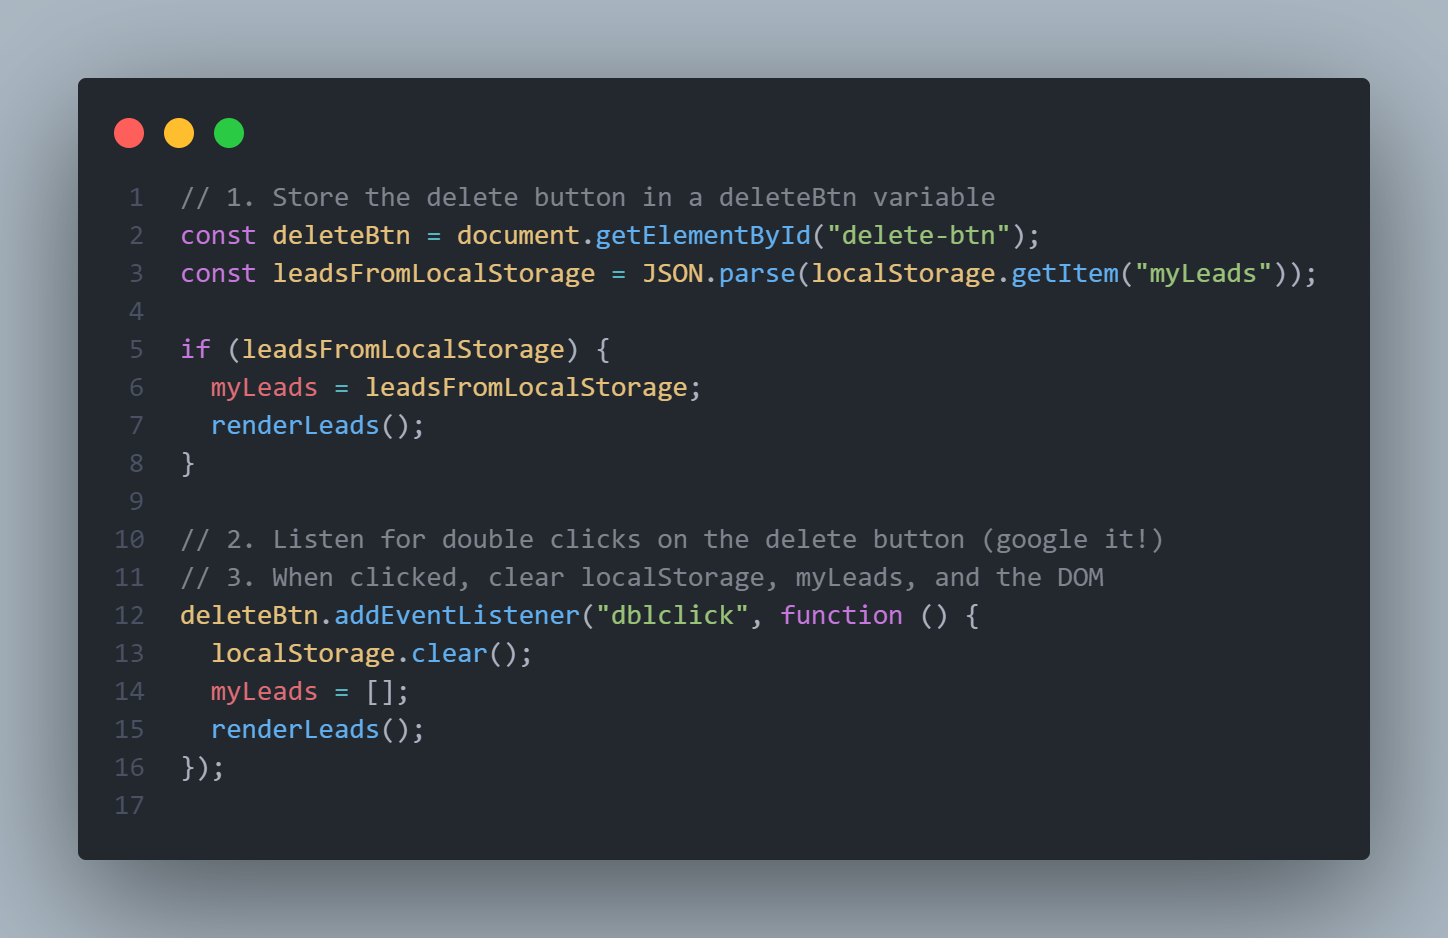 1 // 1. Store the delete button in a deleteBtn variable
2 const deleteBtn = document.getElementById("delete-btn");
3 const leadsFromLocalStorage = JSON.parse(localStorage.getItem("myLeads"));
4
5 if (leadsFromLocalStorage) {
6   myLeads = leadsFromLocalStorage;
7   renderLeads();
8 }
9
10 // 2. Listen for double clicks on the delete button (google it!)
11 // 3. When clicked, clear localStorage, myLeads, and the DOM
12 deleteBtn.addEventListener("dblclick", function () {
13   localStorage.clear();
14   myLeads = [];
15   renderLeads();
16 });
17